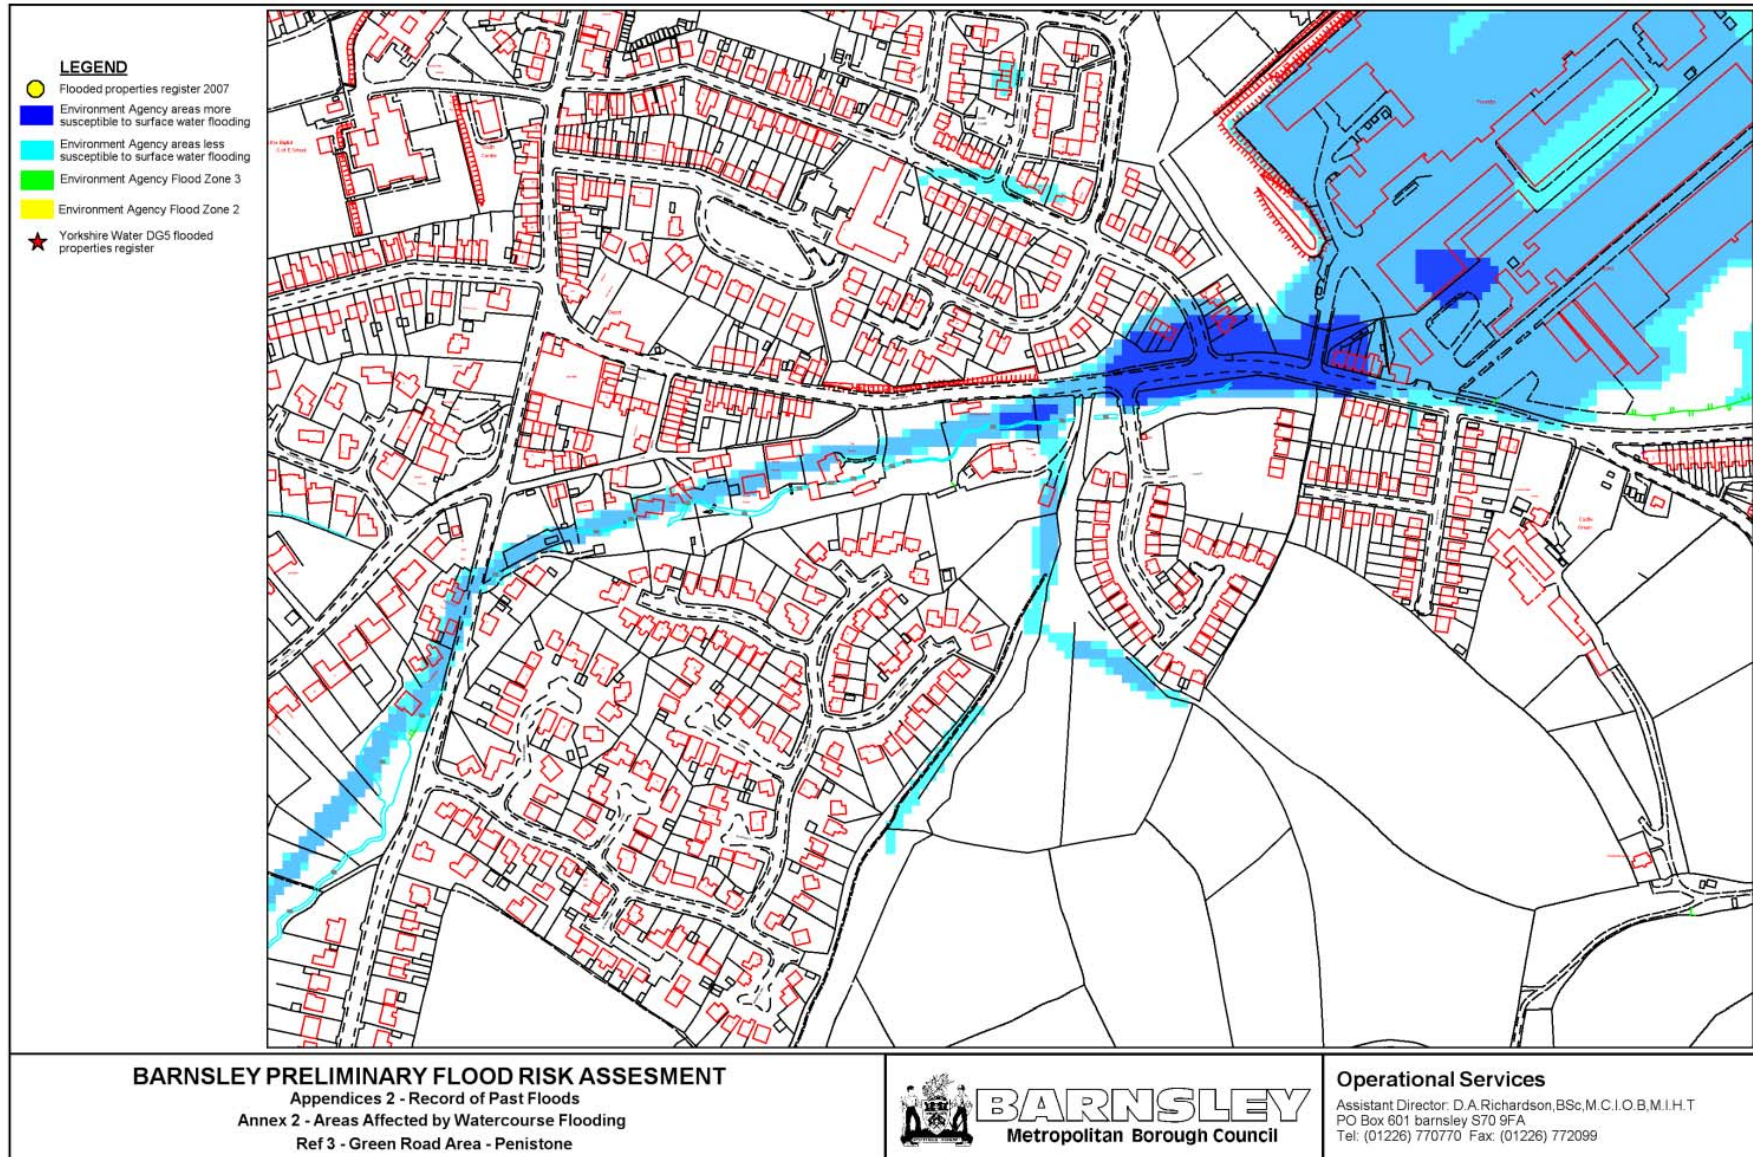 LEGEND
Flooded properties register 2007
Environment Agency areas more
susceptible to surface water flooding
Environment Agency areas less
susceptible to surface water flooding
Environment Agency Flood Zone 3
Environment Agency Flood Zone 2
Yorkshire Water DG5 flooded
properties register
BARNSLEY PRELIMINARY FLOOD RISK ASSESMENT
Appendices 2 - Record of Past Floods
Annex 2 - Areas Affected by Watercourse Flooding
Ref 3 - Green Road Area - Penistone
BARNSLEY
Metropolitan Borough Council
Operational Services
Assistant Director: D.A.Richardson,BSc,M.C.I.O.B,M.I.H.T
PO Box 601 barnsley S70 9FA
Tel: (01226) 770770 Fax: (01226) 772099